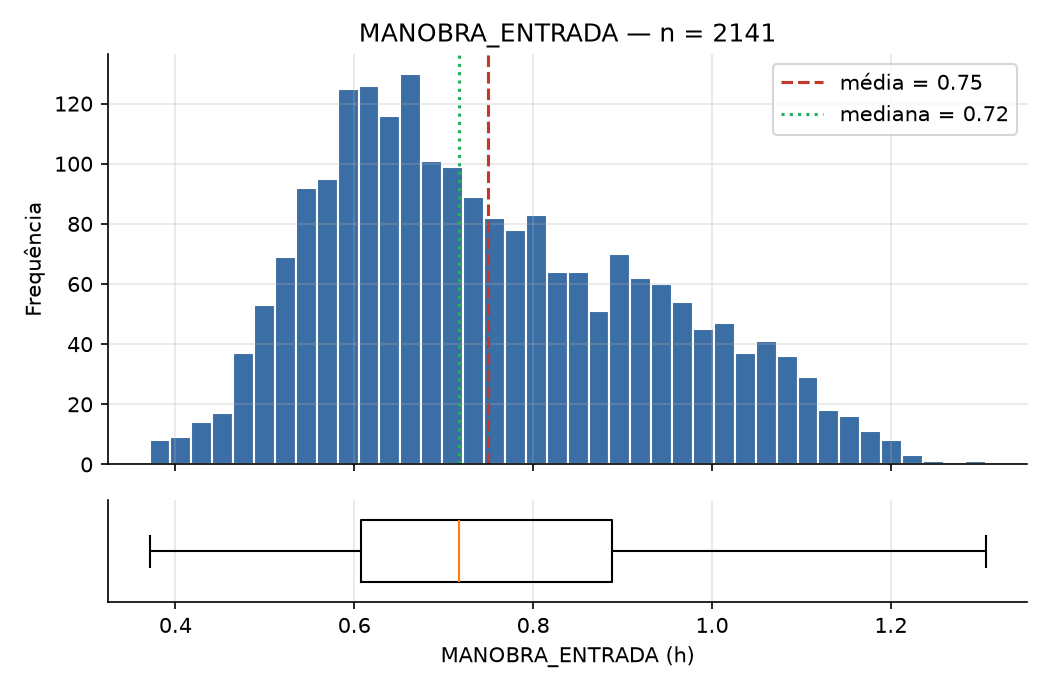 MANOBRA_ENTRADA — n = 2141
média = 0.75
mediana = 0.72
Frequência
120
100
80
60
40
20
0
0.4 0.6 0.8 1.0 1.2
MANOBRA_ENTRADA (h)